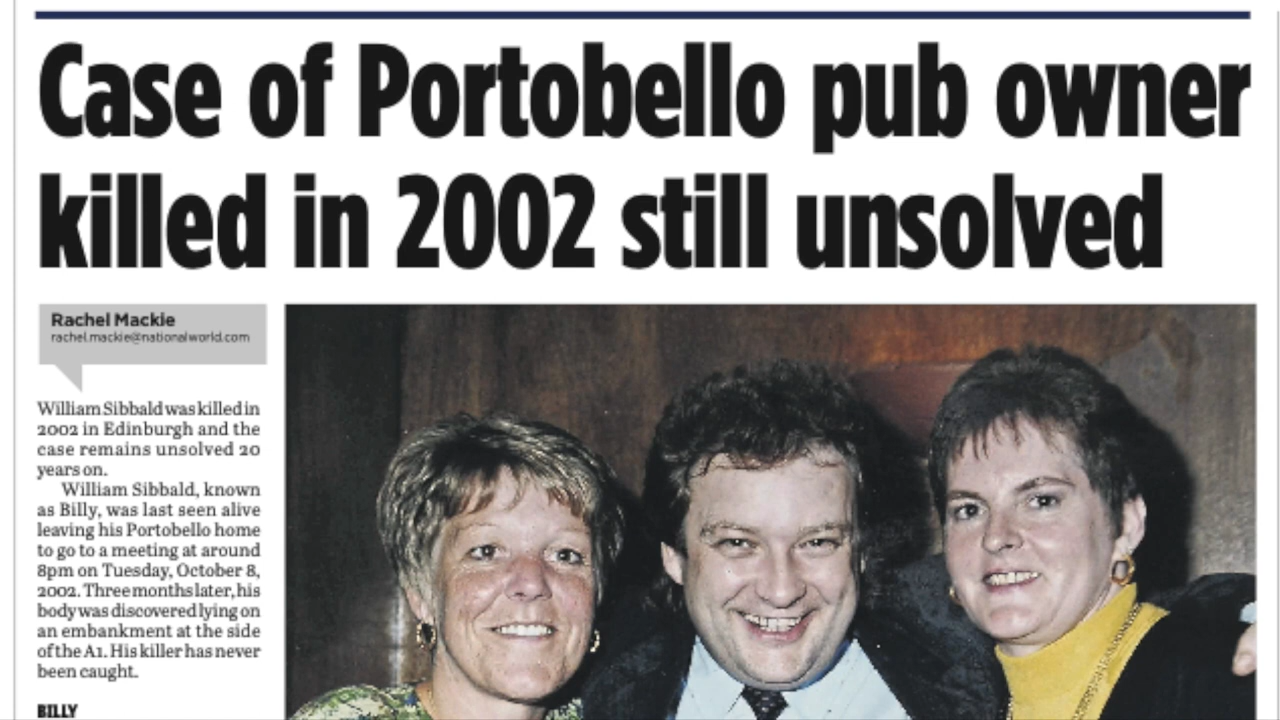 Case of Portobello pub owner
killed in 2002 still unsolved
Rachel Mackie
rachel.mackie@nationalworld.com
William Sibbald was killed in
2002 in Edinburgh and the
case remains unsolved 20
years on.
William Sibbald, known
as Billy, was last seen alive
leaving his Portobello home
to go to a meeting at around
8pm on Tuesday, October 8,
2002. Three months later, his
body was discovered lying on
an embankment at the side
of the A1. His killer has never
been caught.
BILLY